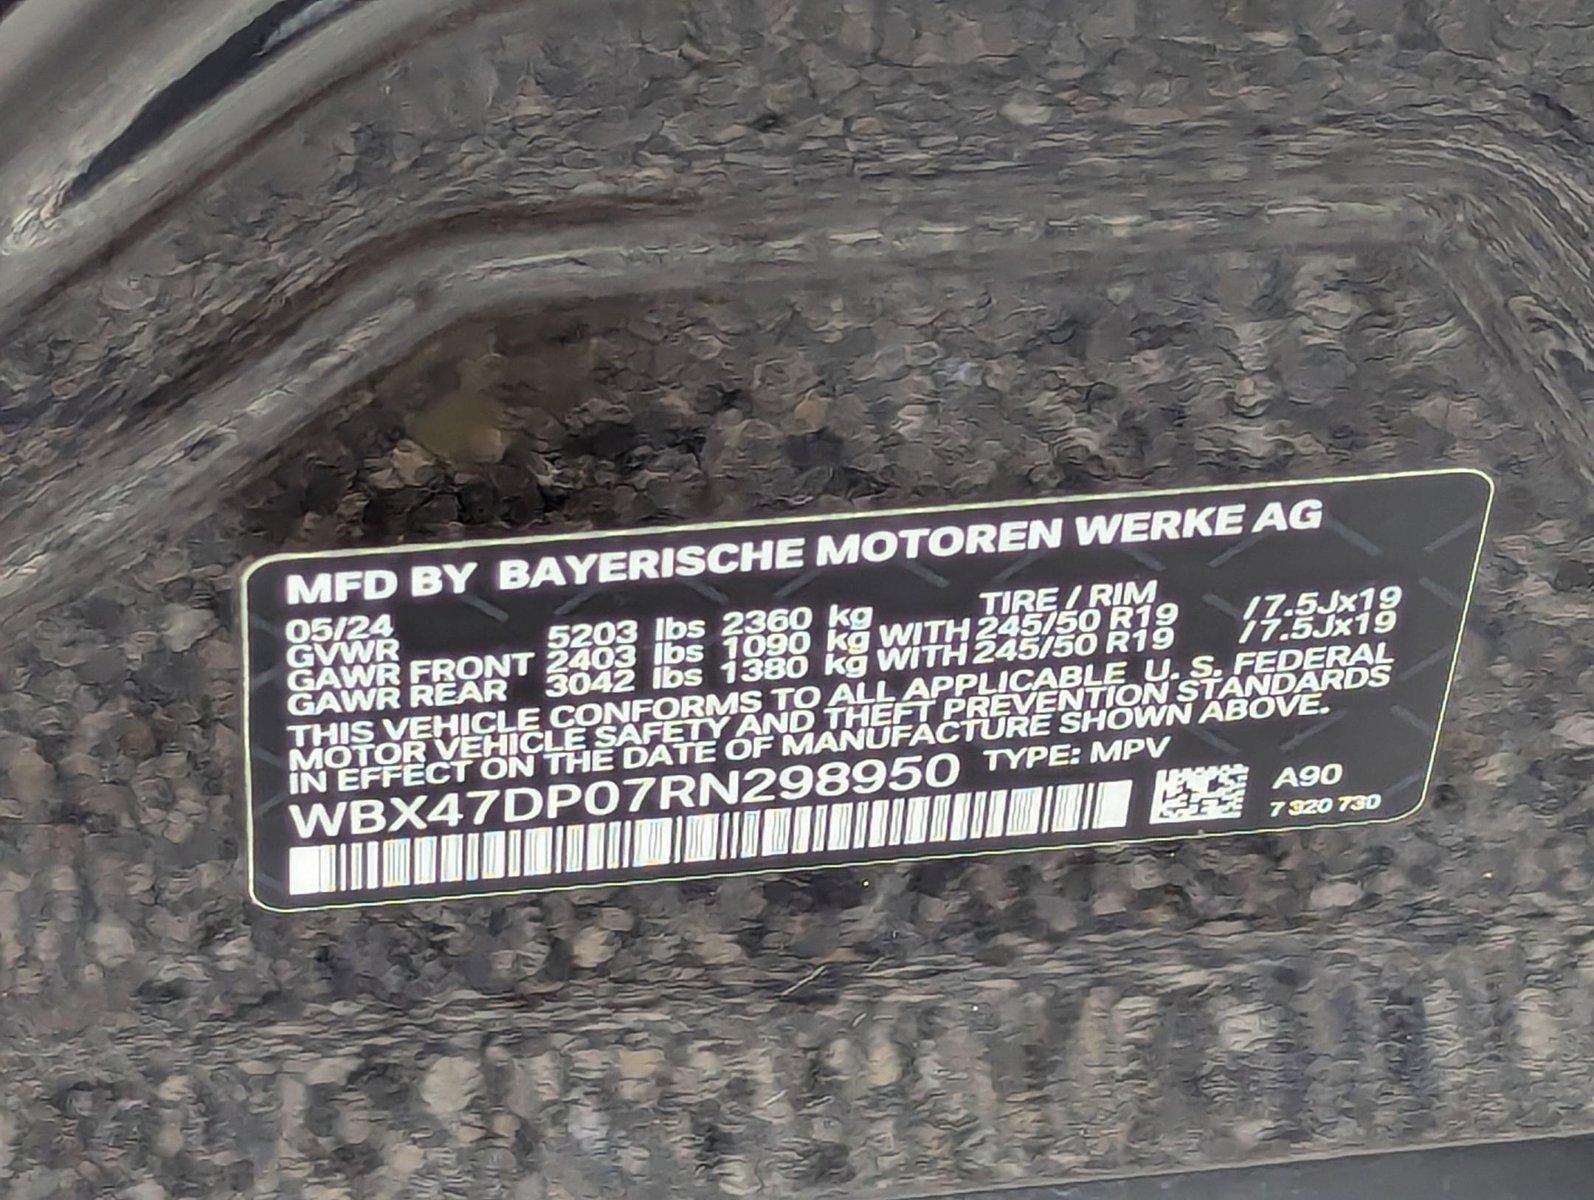 MFD BY BAYERISCHE MOTOREN WERKE AG
05/24 TIRE / RIM
GVWR 5203 lbs 2360 kg
GAWR FRONT 2403 lbs 1090 kg WITH 245/50 R19 / 7.5Jx19
GAWR REAR 3042 lbs 1380 kg WITH 245/50 R19 / 7.5Jx19
THIS VEHICLE CONFORMS TO ALL APPLICABLE U. S. FEDERAL
MOTOR VEHICLE SAFETY AND THEFT PREVENTION STANDARDS
IN EFFECT ON THE DATE OF MANUFACTURE SHOWN ABOVE.
WBX47DP07RN298950 TYPE: MPV
A90
7 320 730